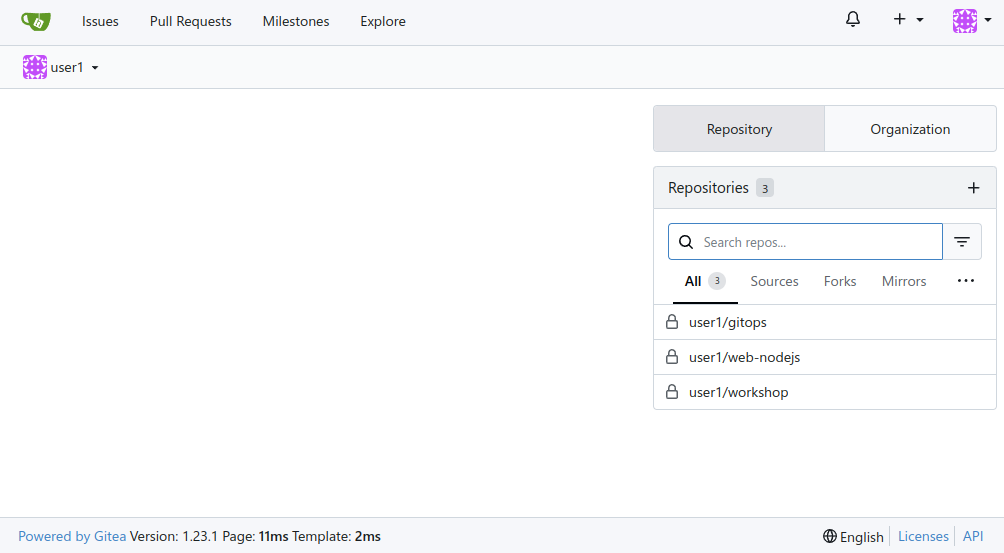 Issues Pull Requests Milestones Explore
user1
Repository Organization
Repositories 3
Search repos...
All 3 Sources Forks Mirrors
user1/gitops
user1/web-nodejs
user1/workshop
Powered by Gitea Version: 1.23.1 Page: 11ms Template: 2ms English Licenses API